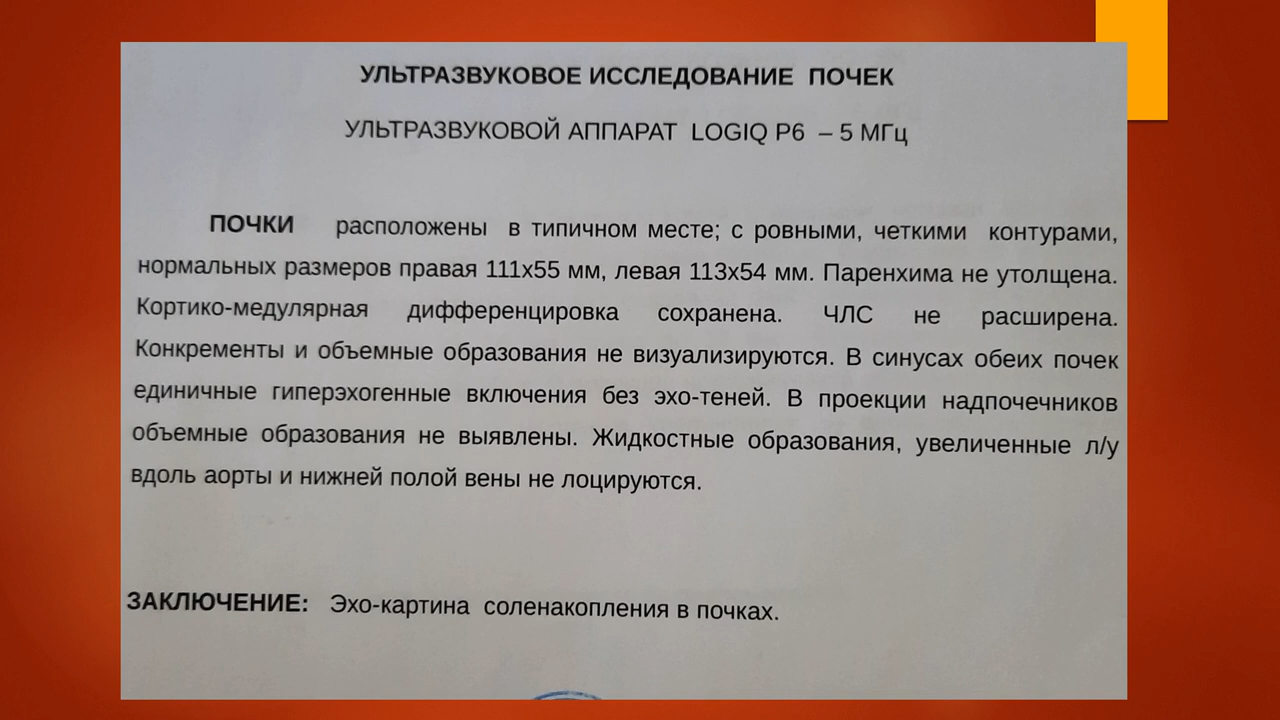 УЛЬТРАЗВУКОВОЕ ИССЛЕДОВАНИЕ ПОЧЕК
УЛЬТРАЗВУКОВОЙ АППАРАТ LOGIQ P6 – 5 МГц
ПОЧКИ расположены в типичном месте; с ровными, четкими контурами,
нормальных размеров правая 111х55 мм, левая 113х54 мм. Паренхима не утолщена.
Кортико-медулярная дифференцировка сохранена. ЧЛС не расширена.
Конкременты и объемные образования не визуализируются. В синусах обеих почек
единичные гиперэхогенные включения без эхо-теней. В проекции надпочечников
объемные образования не выявлены. Жидкостные образования, увеличенные л/у
вдоль аорты и нижней полой вены не лоцируются.
ЗАКЛЮЧЕНИЕ: Эхо-картина соленакопления в почках.